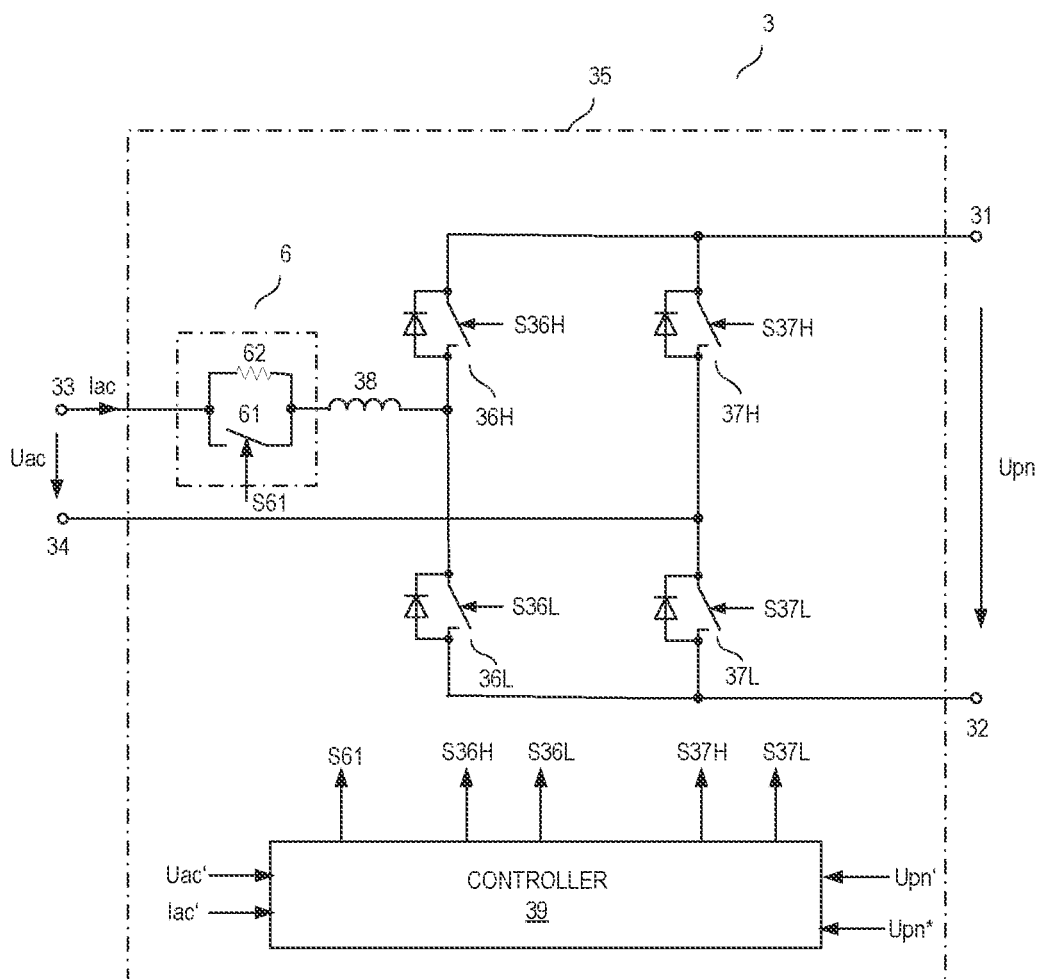 3
35
31
6
S36H
S37H
62
33
Iac
38
61
36H
37H
Uac
Upn
S61
34
S36L
S37L
36L
37L
32
S61
S36H
S36L
S37H
S37L
Uac'
CONTROLLER
Upn'
Iac'
39
Upn*